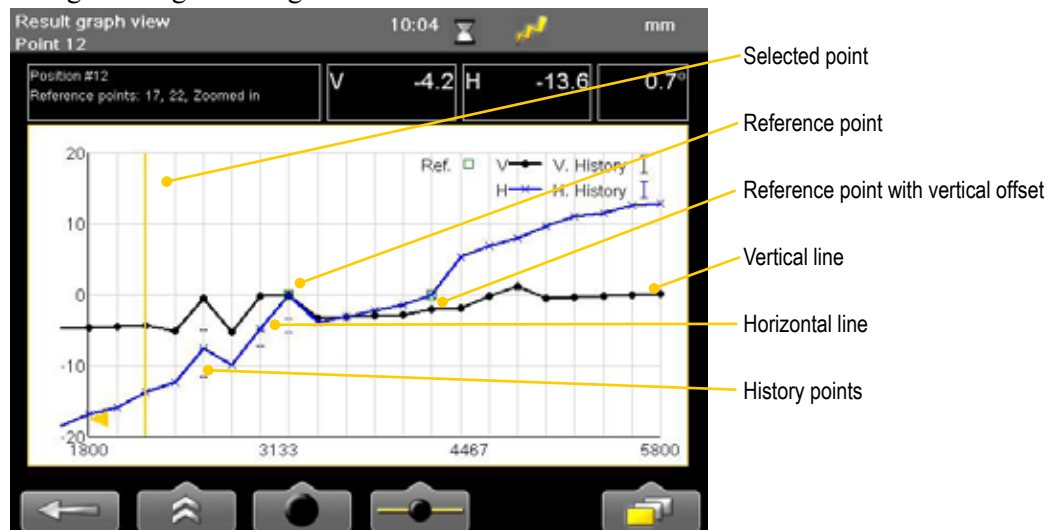 Result graph view 10:04 mm
Point 12
Position #12
Reference points: 17, 22, Zoomed in
V -4.2 H -13.6 0.7°
Selected point
Reference point
Reference point with vertical offset
Vertical line
Horizontal line
History points
Ref. V V. History
H H. History
20
10
0
-10
-20
1800 3133 4467 5800